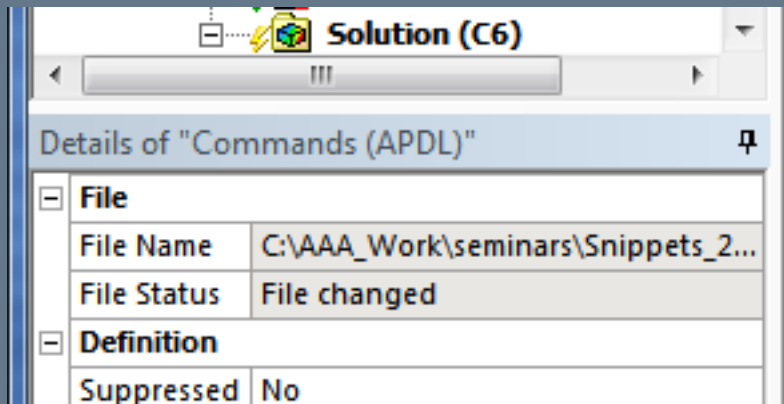 Solution (C6)
Details of "Commands (APDL)"
File
File Name C:\AAA_Work\seminars\Snippets_2...
File Status File changed
Definition
Suppressed No